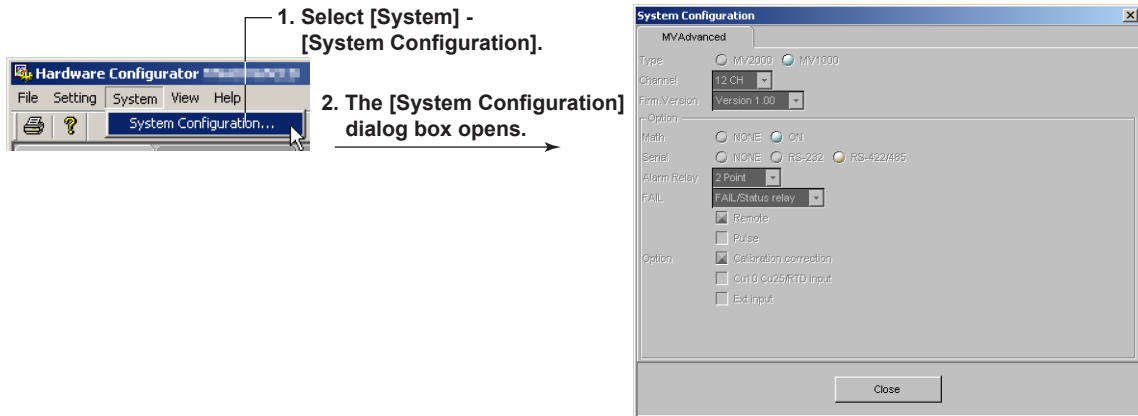 1. Select [System] -
[System Configuration].
Hardware Configurator
File Setting System View Help
System Configuration...
2. The [System Configuration]
dialog box opens.
System Configuration
MVAdvanced
Type MV2000 MV1000
Channel 12 CH
Firm.Version Version 1.00
Option
Math NONE ON
Serial NONE RS-232 RS-422/485
Alarm Relay 2 Point
FAIL FAIL/Status relay
Remote
Pulse
Option Calibration correction
Cu10 Cu25/RTD input
Ext input
Close